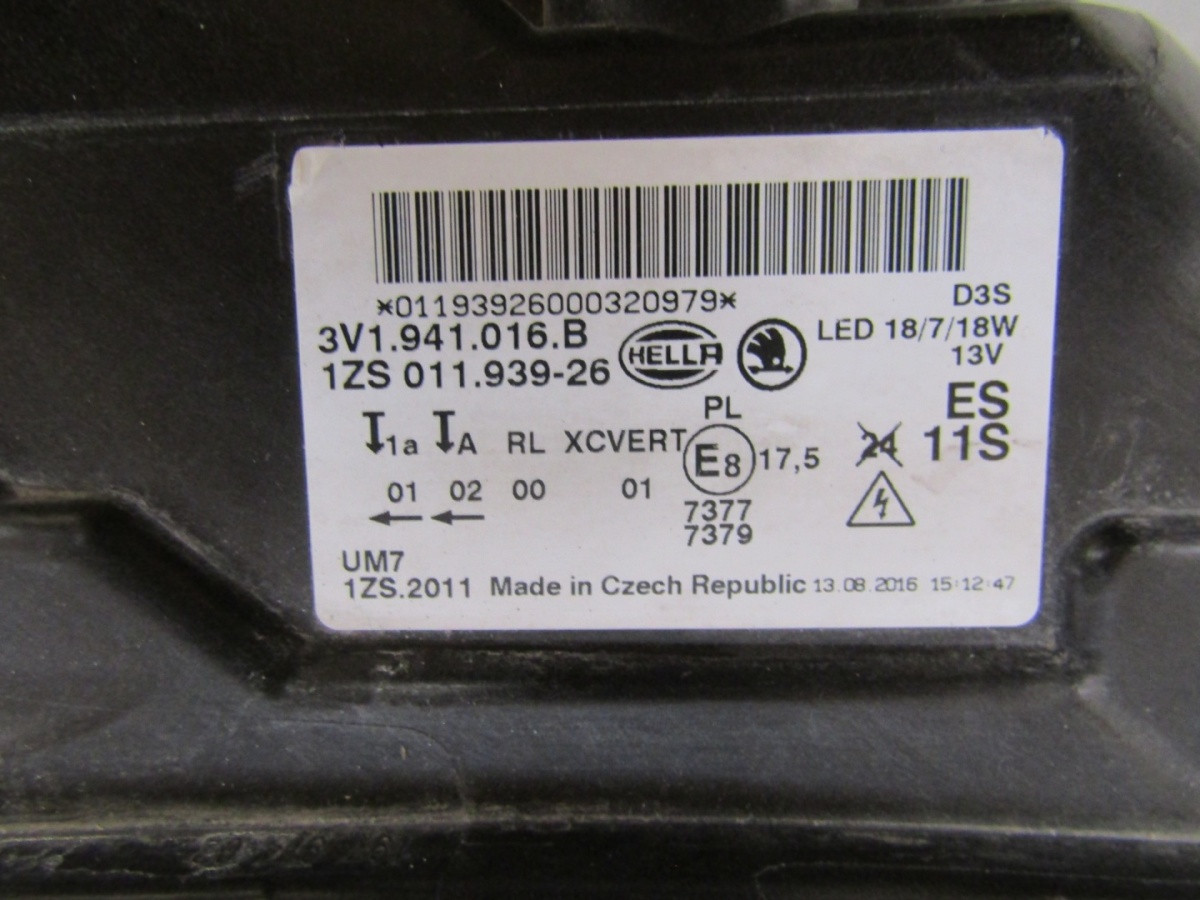 *01193926000320979*
D3S
3V1.941.016.B
HELLA
LED 18/7/18W
13V
1ZS 011.939-26
ES
PL
1a A RL XCVERT E8 17,5 24 11S
01 02 00 01
7377
7379
UM7
1ZS.2011 Made in Czech Republic 13.08.2016 15:12:47